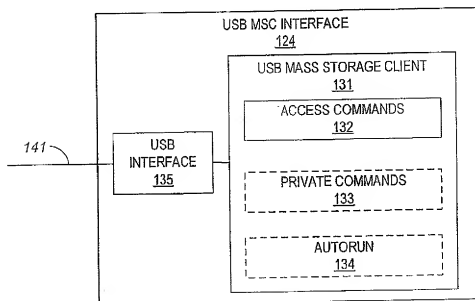 USB MSC INTERFACE
124
USB MASS STORAGE CLIENT
131
ACCESS COMMANDS
132
141
USB
INTERFACE
135
PRIVATE COMMANDS
133
AUTORUN
134